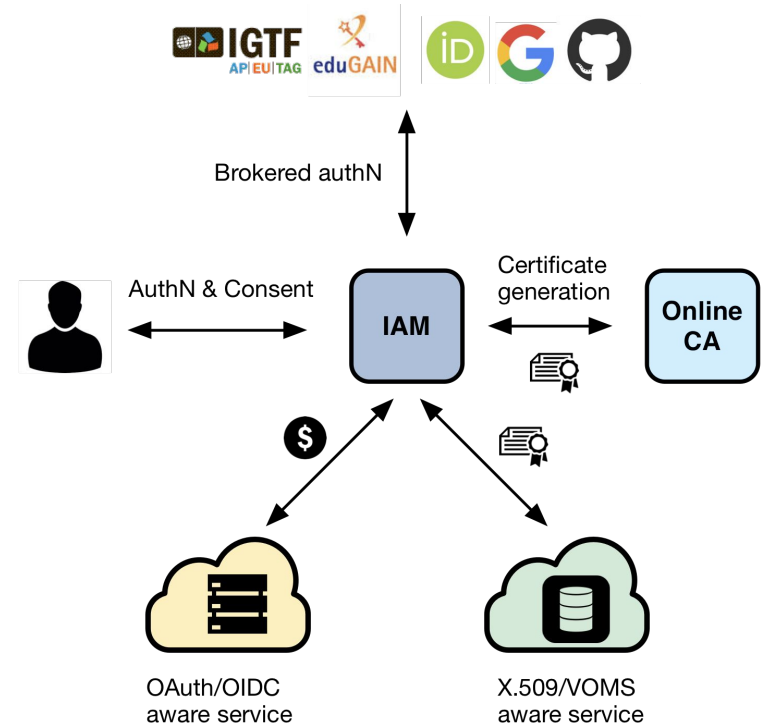 IGTF
AP|EU|TAG
eduGAIN
iD
G
Brokered authN
AuthN & Consent
Certificate
generation
IAM
Online
CA
$
OAuth/OIDC
aware service
X.509/VOMS
aware service